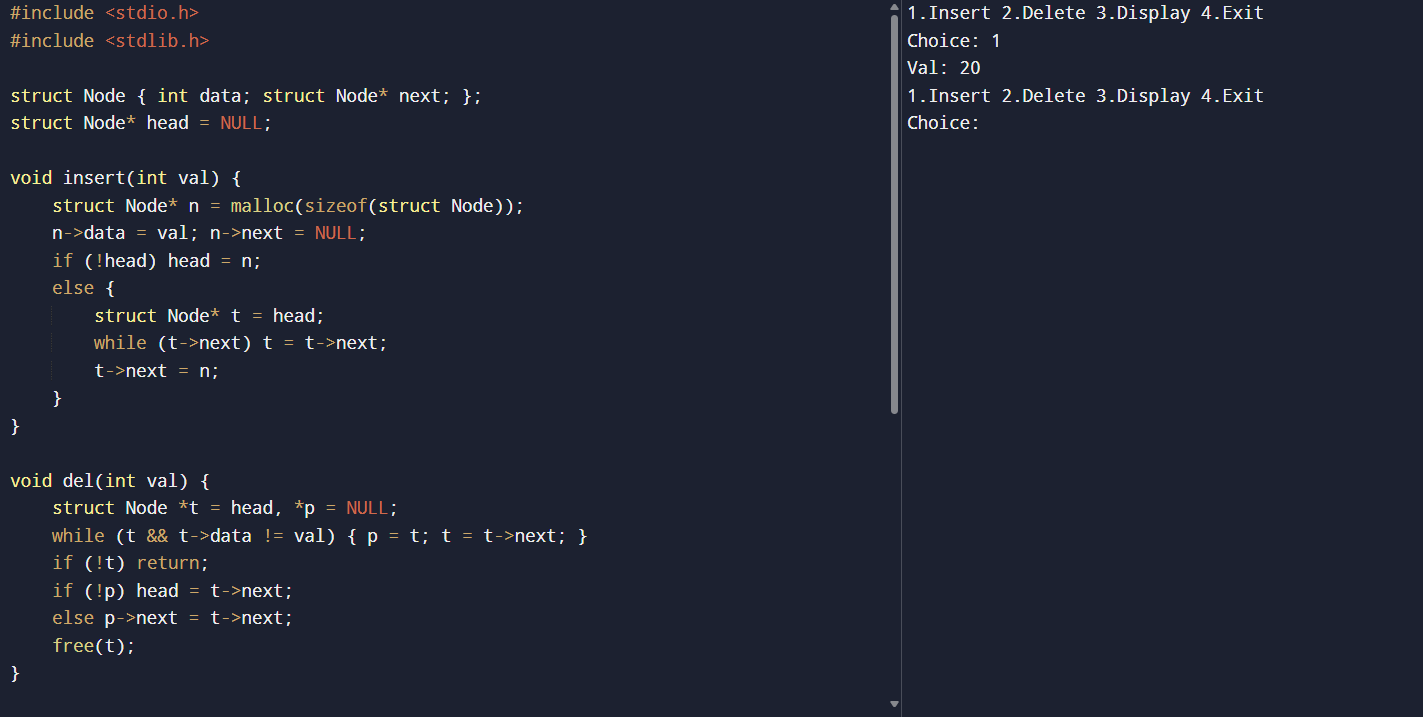 #include <stdio.h>
#include <stdlib.h>

struct Node { int data; struct Node* next; };
struct Node* head = NULL;

void insert(int val) {
    struct Node* n = malloc(sizeof(struct Node));
    n->data = val; n->next = NULL;
    if (!head) head = n;
    else {
        struct Node* t = head;
        while (t->next) t = t->next;
        t->next = n;
    }
}

void del(int val) {
    struct Node *t = head, *p = NULL;
    while (t && t->data != val) { p = t; t = t->next; }
    if (!t) return;
    if (!p) head = t->next;
    else p->next = t->next;
    free(t);
}

1.Insert 2.Delete 3.Display 4.Exit
Choice: 1
Val: 20
1.Insert 2.Delete 3.Display 4.Exit
Choice: